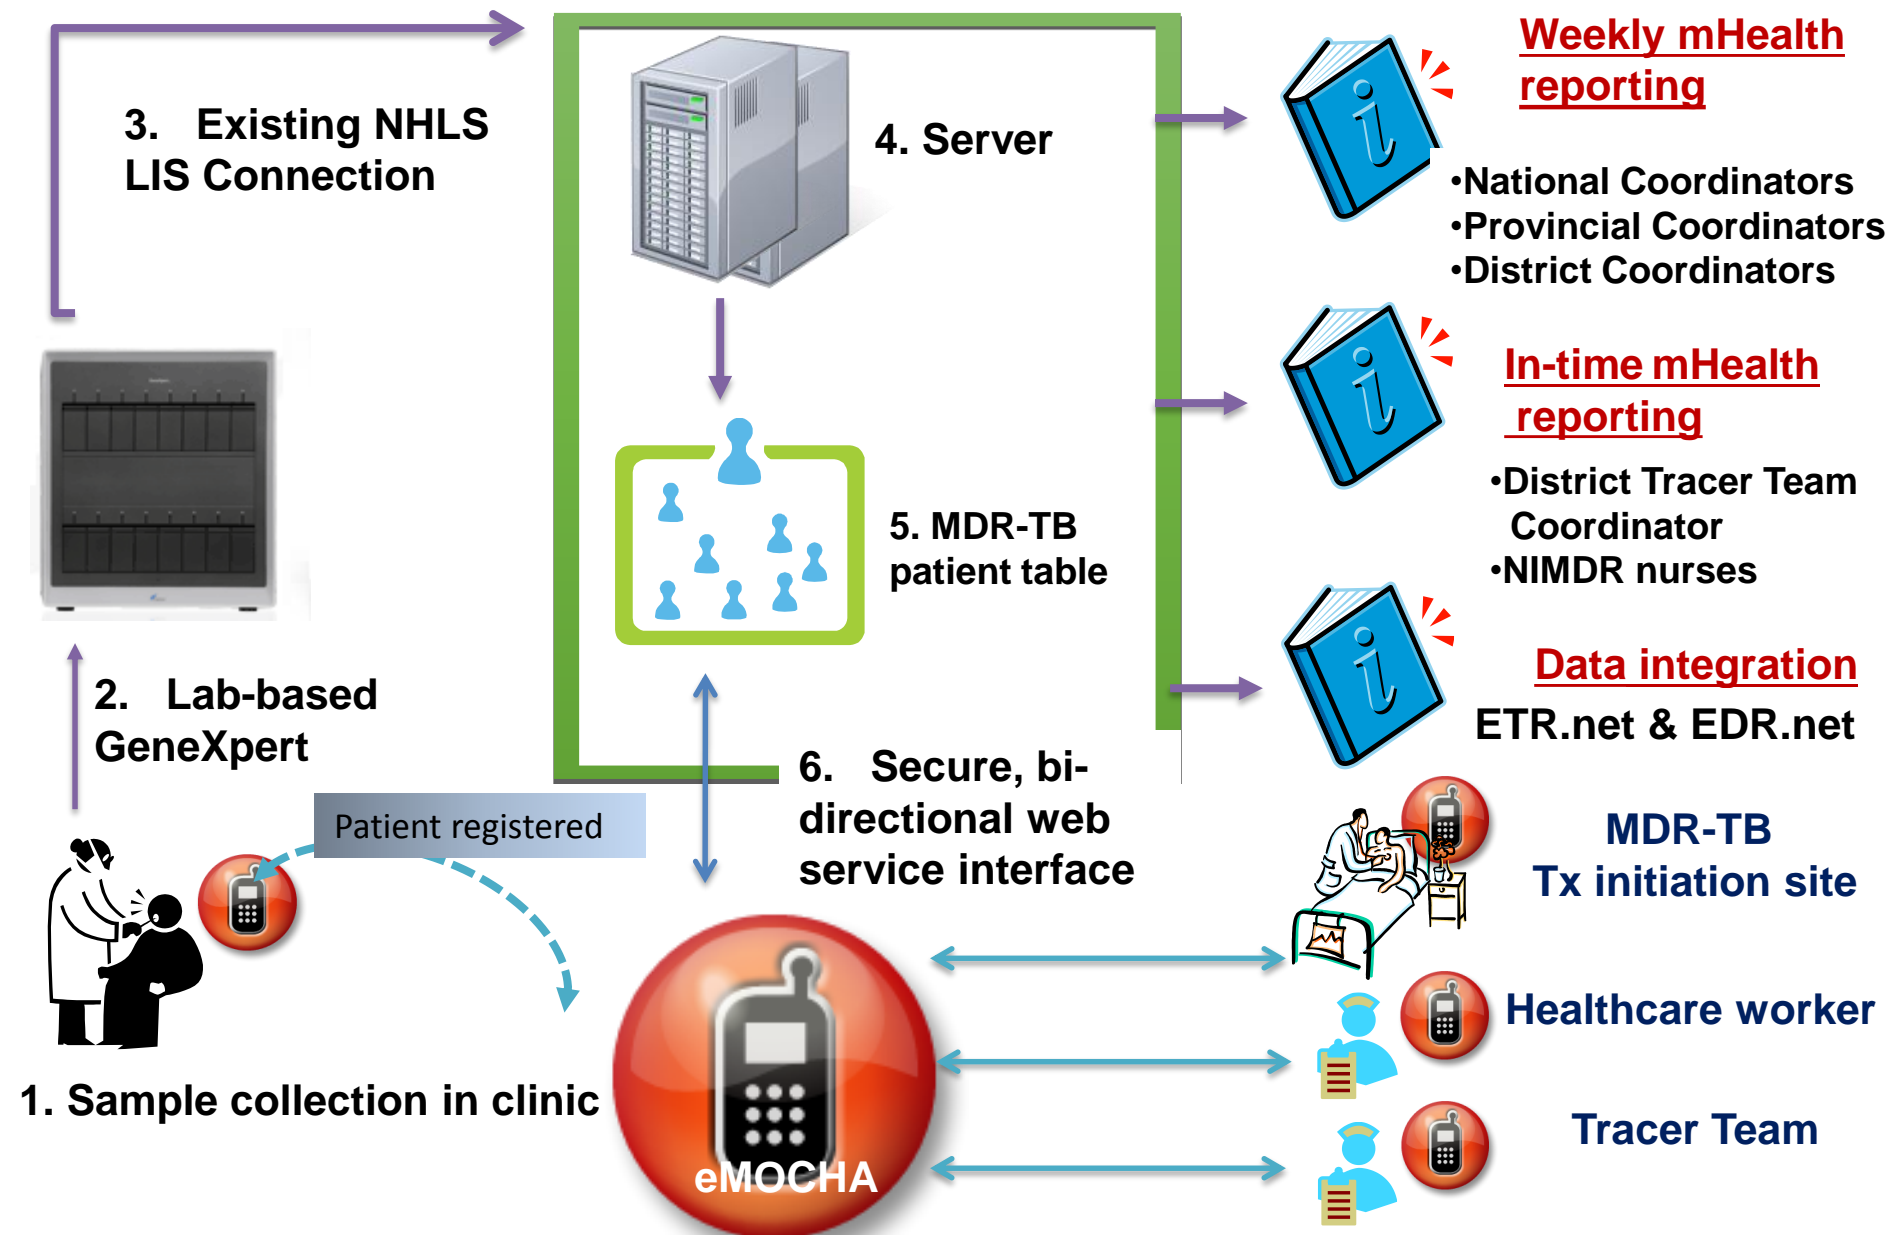 3. Existing NHLS
LIS Connection
4. Server
Weekly mHealth
reporting
•National Coordinators
•Provincial Coordinators
•District Coordinators
In-time mHealth
reporting
•District Tracer Team
Coordinator
•NIMDR nurses
5. MDR-TB
patient table
2. Lab-based
GeneXpert
Data integration
ETR.net & EDR.net
6. Secure, bi-
directional web
service interface
Patient registered
MDR-TB
Tx initiation site
Healthcare worker
1. Sample collection in clinic
Tracer Team
eMOCHA